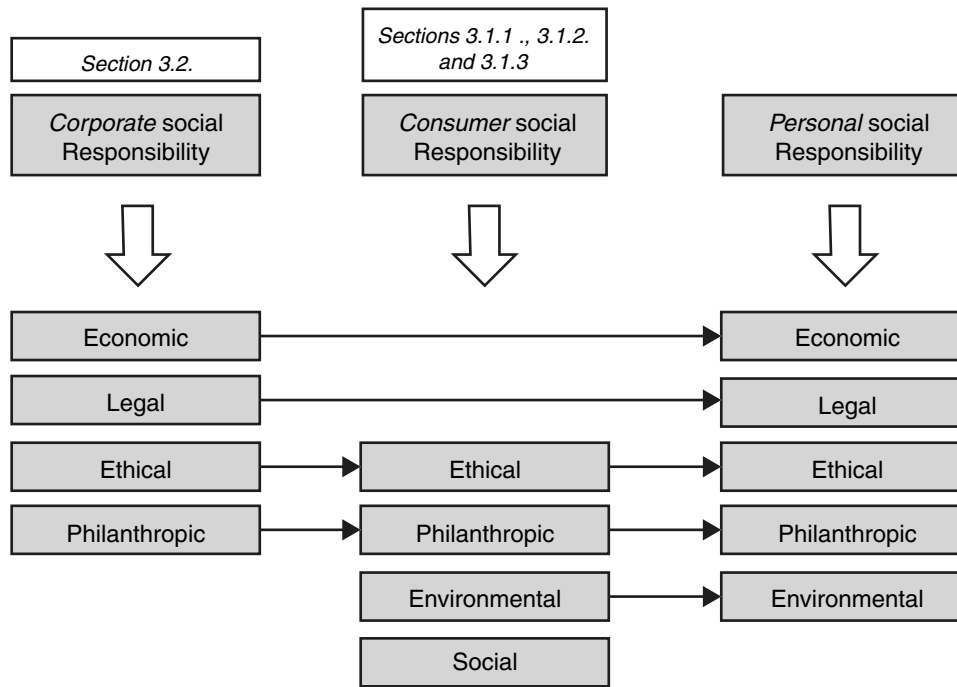 Section 3.2.
Sections 3.1.1 ., 3.1.2.
and 3.1.3
Corporate social
Responsibility
Consumer social
Responsibility
Personal social
Responsibility
Economic
Economic
Legal
Legal
Ethical
Ethical
Ethical
Philanthropic
Philanthropic
Philanthropic
Environmental
Environmental
Social